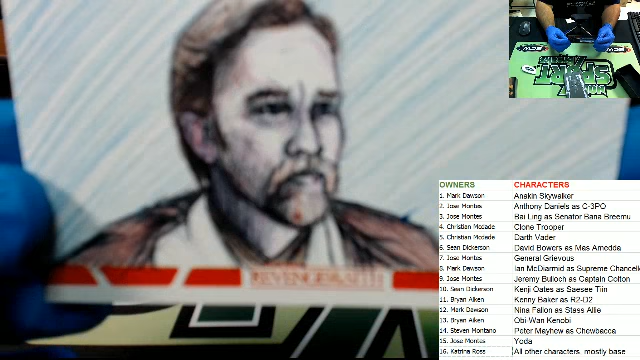 REVENGE OF THE SITH
OWNERS CHARACTERS
1. Mark Dawson Anakin Skywalker
2. Jose Montes Anthony Daniels as C-3PO
3. Jose Montes Bai Ling as Senator Bana Breemu
4. Christian Mcdade Clone Trooper
5. Christian Mcdade Darth Vader
6. Sean Dickerson David Bowers as Mas Amedda
7. Jose Montes General Grievous
8. Mark Dawson Ian McDiarmid as Supreme Chancell
9. Jose Montes Jeremy Bulloch as Captain Colton
10. Sean Dickerson Kenji Oates as Saesee Tiin
11. Bryan Aiken Kenny Baker as R2-D2
12. Mark Dawson Nina Fallon as Stass Allie
13. Bryan Aiken Obi-Wan Kenobi
14. Steven Montano Peter Mayhew as Chewbacca
15. Jose Montes Yoda
16. Katrina Ross All other characters, mostly base